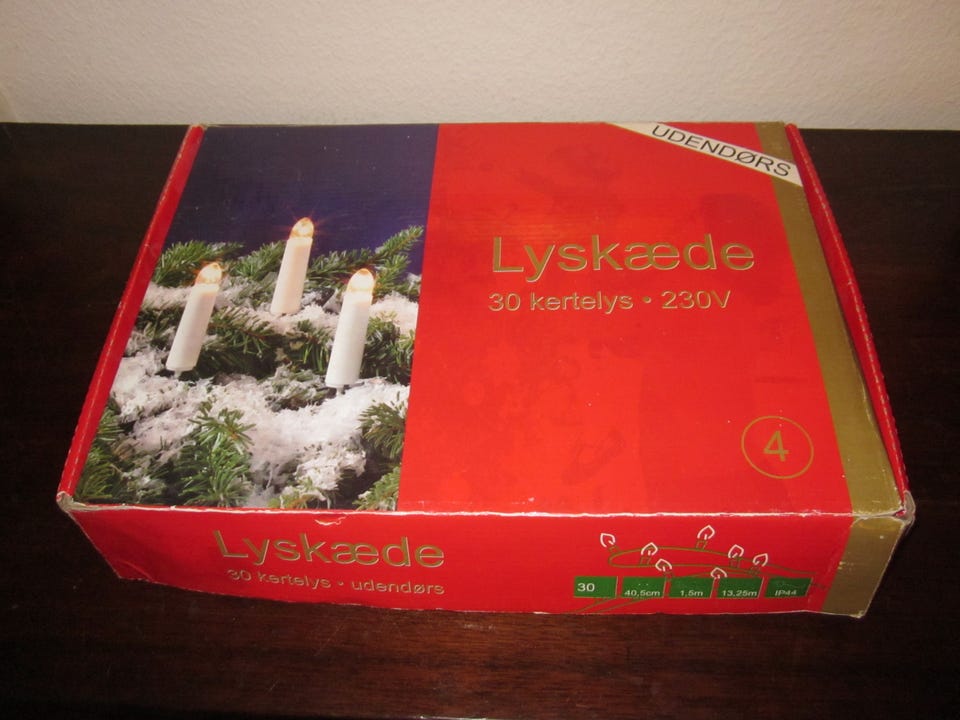 UDENDØRS
Lyskæde
30 kertelys • 230V
4
Lyskæde
30 kertelys • udendørs
30 40,5cm 1,5m 13,25m IP44